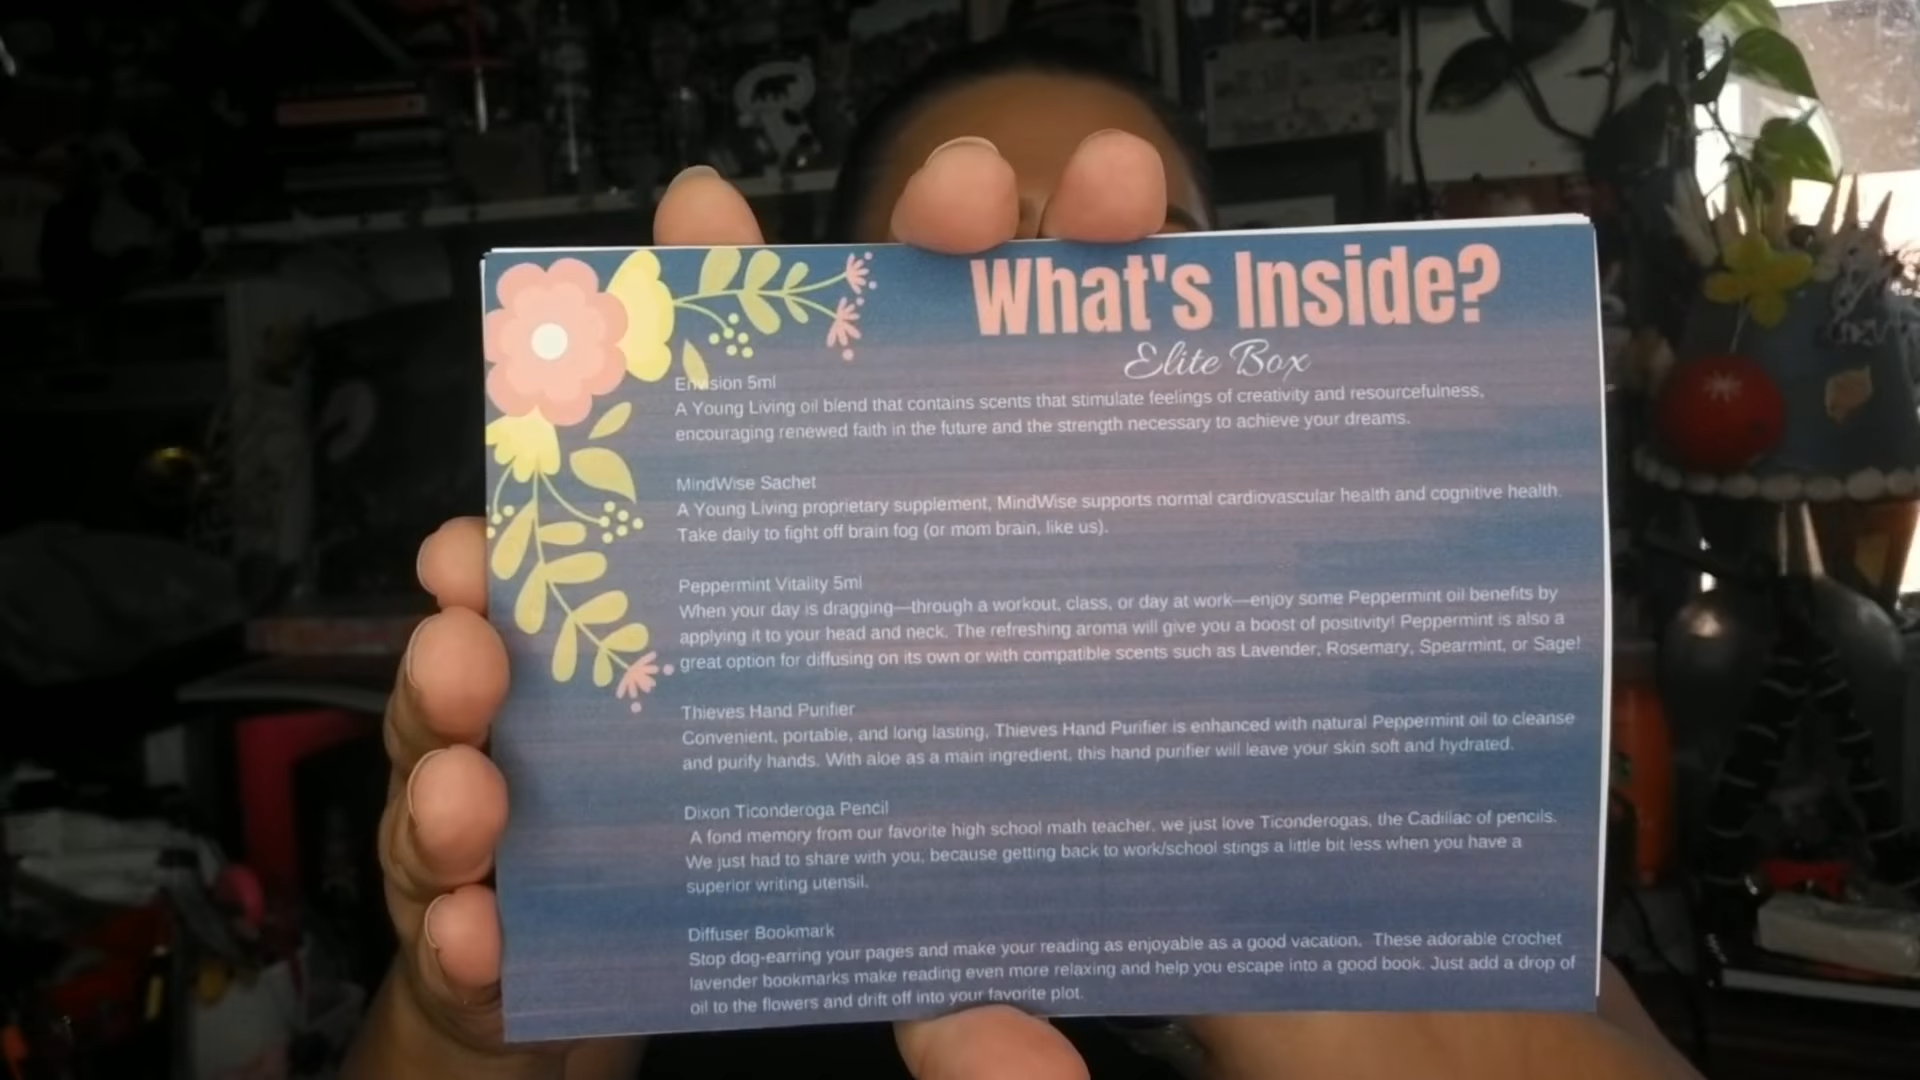 What's Inside?
Elite Box
Envision 5ml
A Young Living oil blend that contains scents that stimulate feelings of creativity and resourcefulness,
encouraging renewed faith in the future and the strength necessary to achieve your dreams.
MindWise Sachet
A Young Living proprietary supplement, MindWise supports normal cardiovascular health and cognitive health.
Take daily to fight off brain fog (or mom brain, like us).
Peppermint Vitality 5ml
When your day is dragging—through a workout, class, or day at work—enjoy some Peppermint oil benefits by
applying it to your head and neck. The refreshing aroma will give you a boost of positivity! Peppermint is also a
great option for diffusing on its own or with compatible scents such as Lavender, Rosemary, Spearmint, or Sage!
Thieves Hand Purifier
Convenient, portable, and long lasting, Thieves Hand Purifier is enhanced with natural Peppermint oil to cleanse
and purify hands. With aloe as a main ingredient, this hand purifier will leave your skin soft and hydrated.
Dixon Ticonderoga Pencil
A fond memory from our favorite high school math teacher, we just love Ticonderogas, the Cadillac of pencils.
We just had to share with you, because getting back to work/school stings a little bit less when you have a
superior writing utensil.
Diffuser Bookmark
Stop dog-earring your pages and make your reading as enjoyable as a good vacation. These adorable crochet
lavender bookmarks make reading even more relaxing and help you escape into a good book. Just add a drop of
oil to the flowers and drift off into your favorite plot.